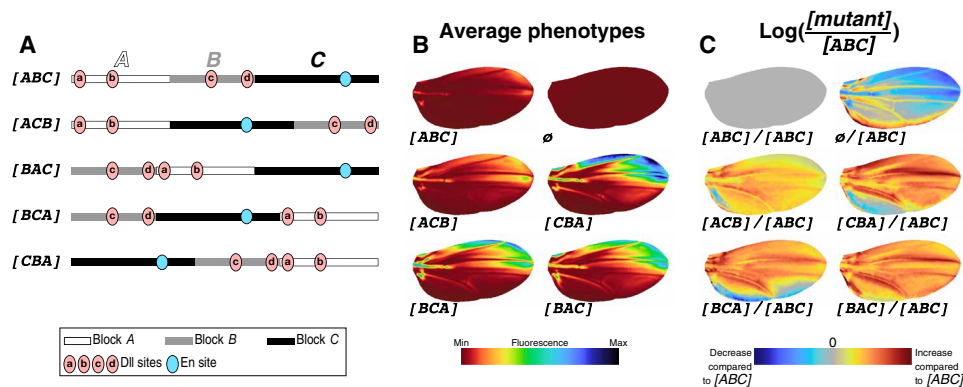 A
A B C
[ABC] a b c d
[ACB] a b c d
[BAC] c d a b
[BCA] c d a b
[CBA] c d a b
Block A Block B Block C
a b c d Dll sites En site
B Average phenotypes
[ABC] ø
[ACB] [CBA]
[BCA] [BAC]
Min Fluorescence Max
C Log([mutant]/[ABC])
[ABC]/[ABC] ø/[ABC]
[ACB]/[ABC] [CBA]/[ABC]
[BCA]/[ABC] [BAC]/[ABC]
0
Decrease compared to [ABC]
Increase compared to [ABC]